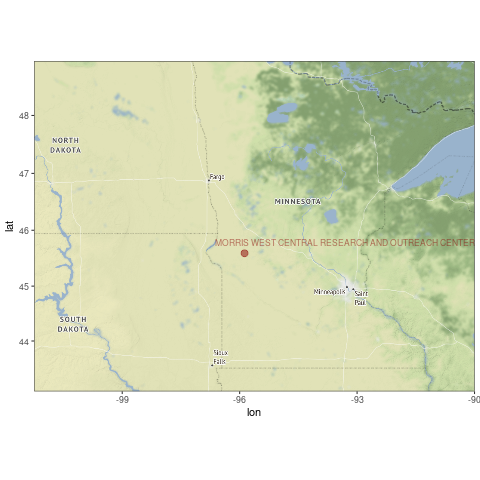 48
47
46
45
44
lat
NORTH
DAKOTA
Fargo
MINNESOTA
MORRIS WEST CENTRAL RESEARCH AND OUTREACH CENTER
Minneapolis
Saint
Paul
SOUTH
DAKOTA
Sioux
Falls
-99
-96
-93
-90
lon